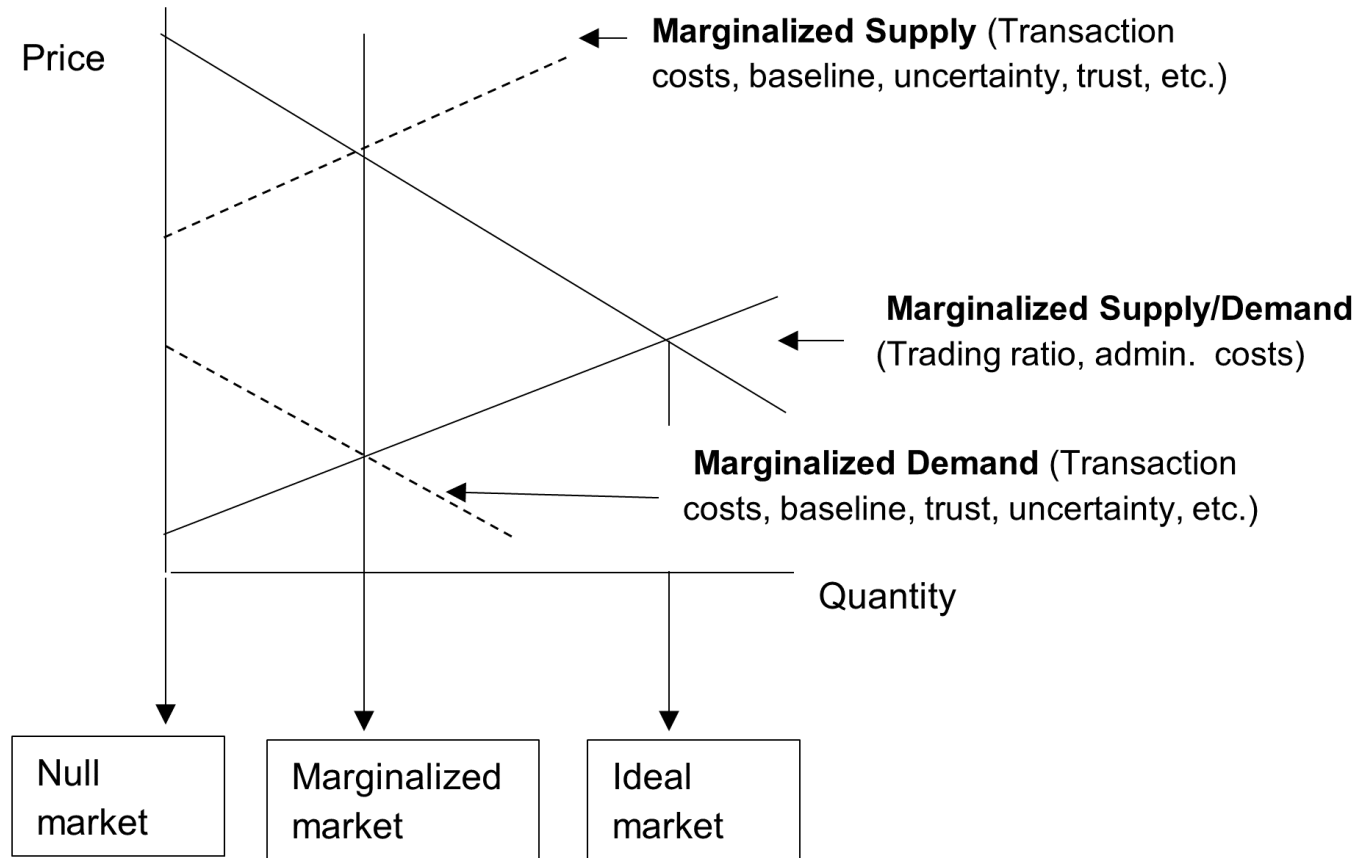 Price
Marginalized Supply (Transaction
costs, baseline, uncertainty, trust, etc.)
Marginalized Supply/Demand
(Trading ratio, admin. costs)
Marginalized Demand (Transaction
costs, baseline, trust, uncertainty, etc.)
Quantity
Null
market
Marginalized
market
Ideal
market